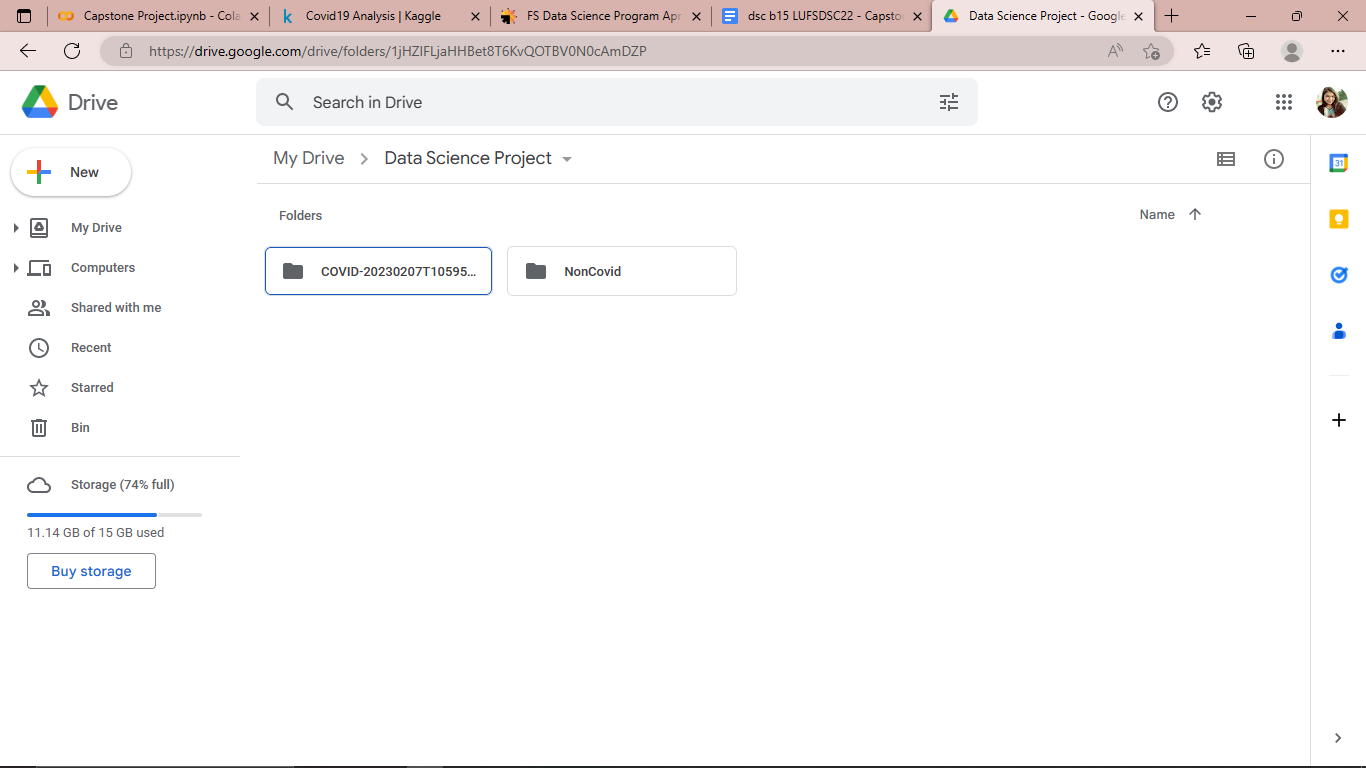 Capstone Project.ipynb - Cola
Covid19 Analysis | Kaggle
FS Data Science Program Apr
dsc b15 LUFSDSC22 - Capsto
Data Science Project - Google
https://drive.google.com/drive/folders/1jHZIFLjaHHBet8T6KvQOTBV0N0cAmDZP
Drive
Search in Drive
New
My Drive
Computers
Shared with me
Recent
Starred
Bin
Storage (74% full)
11.14 GB of 15 GB used
Buy storage
My Drive > Data Science Project
Folders
Name
COVID-20230207T10595...
NonCovid
31